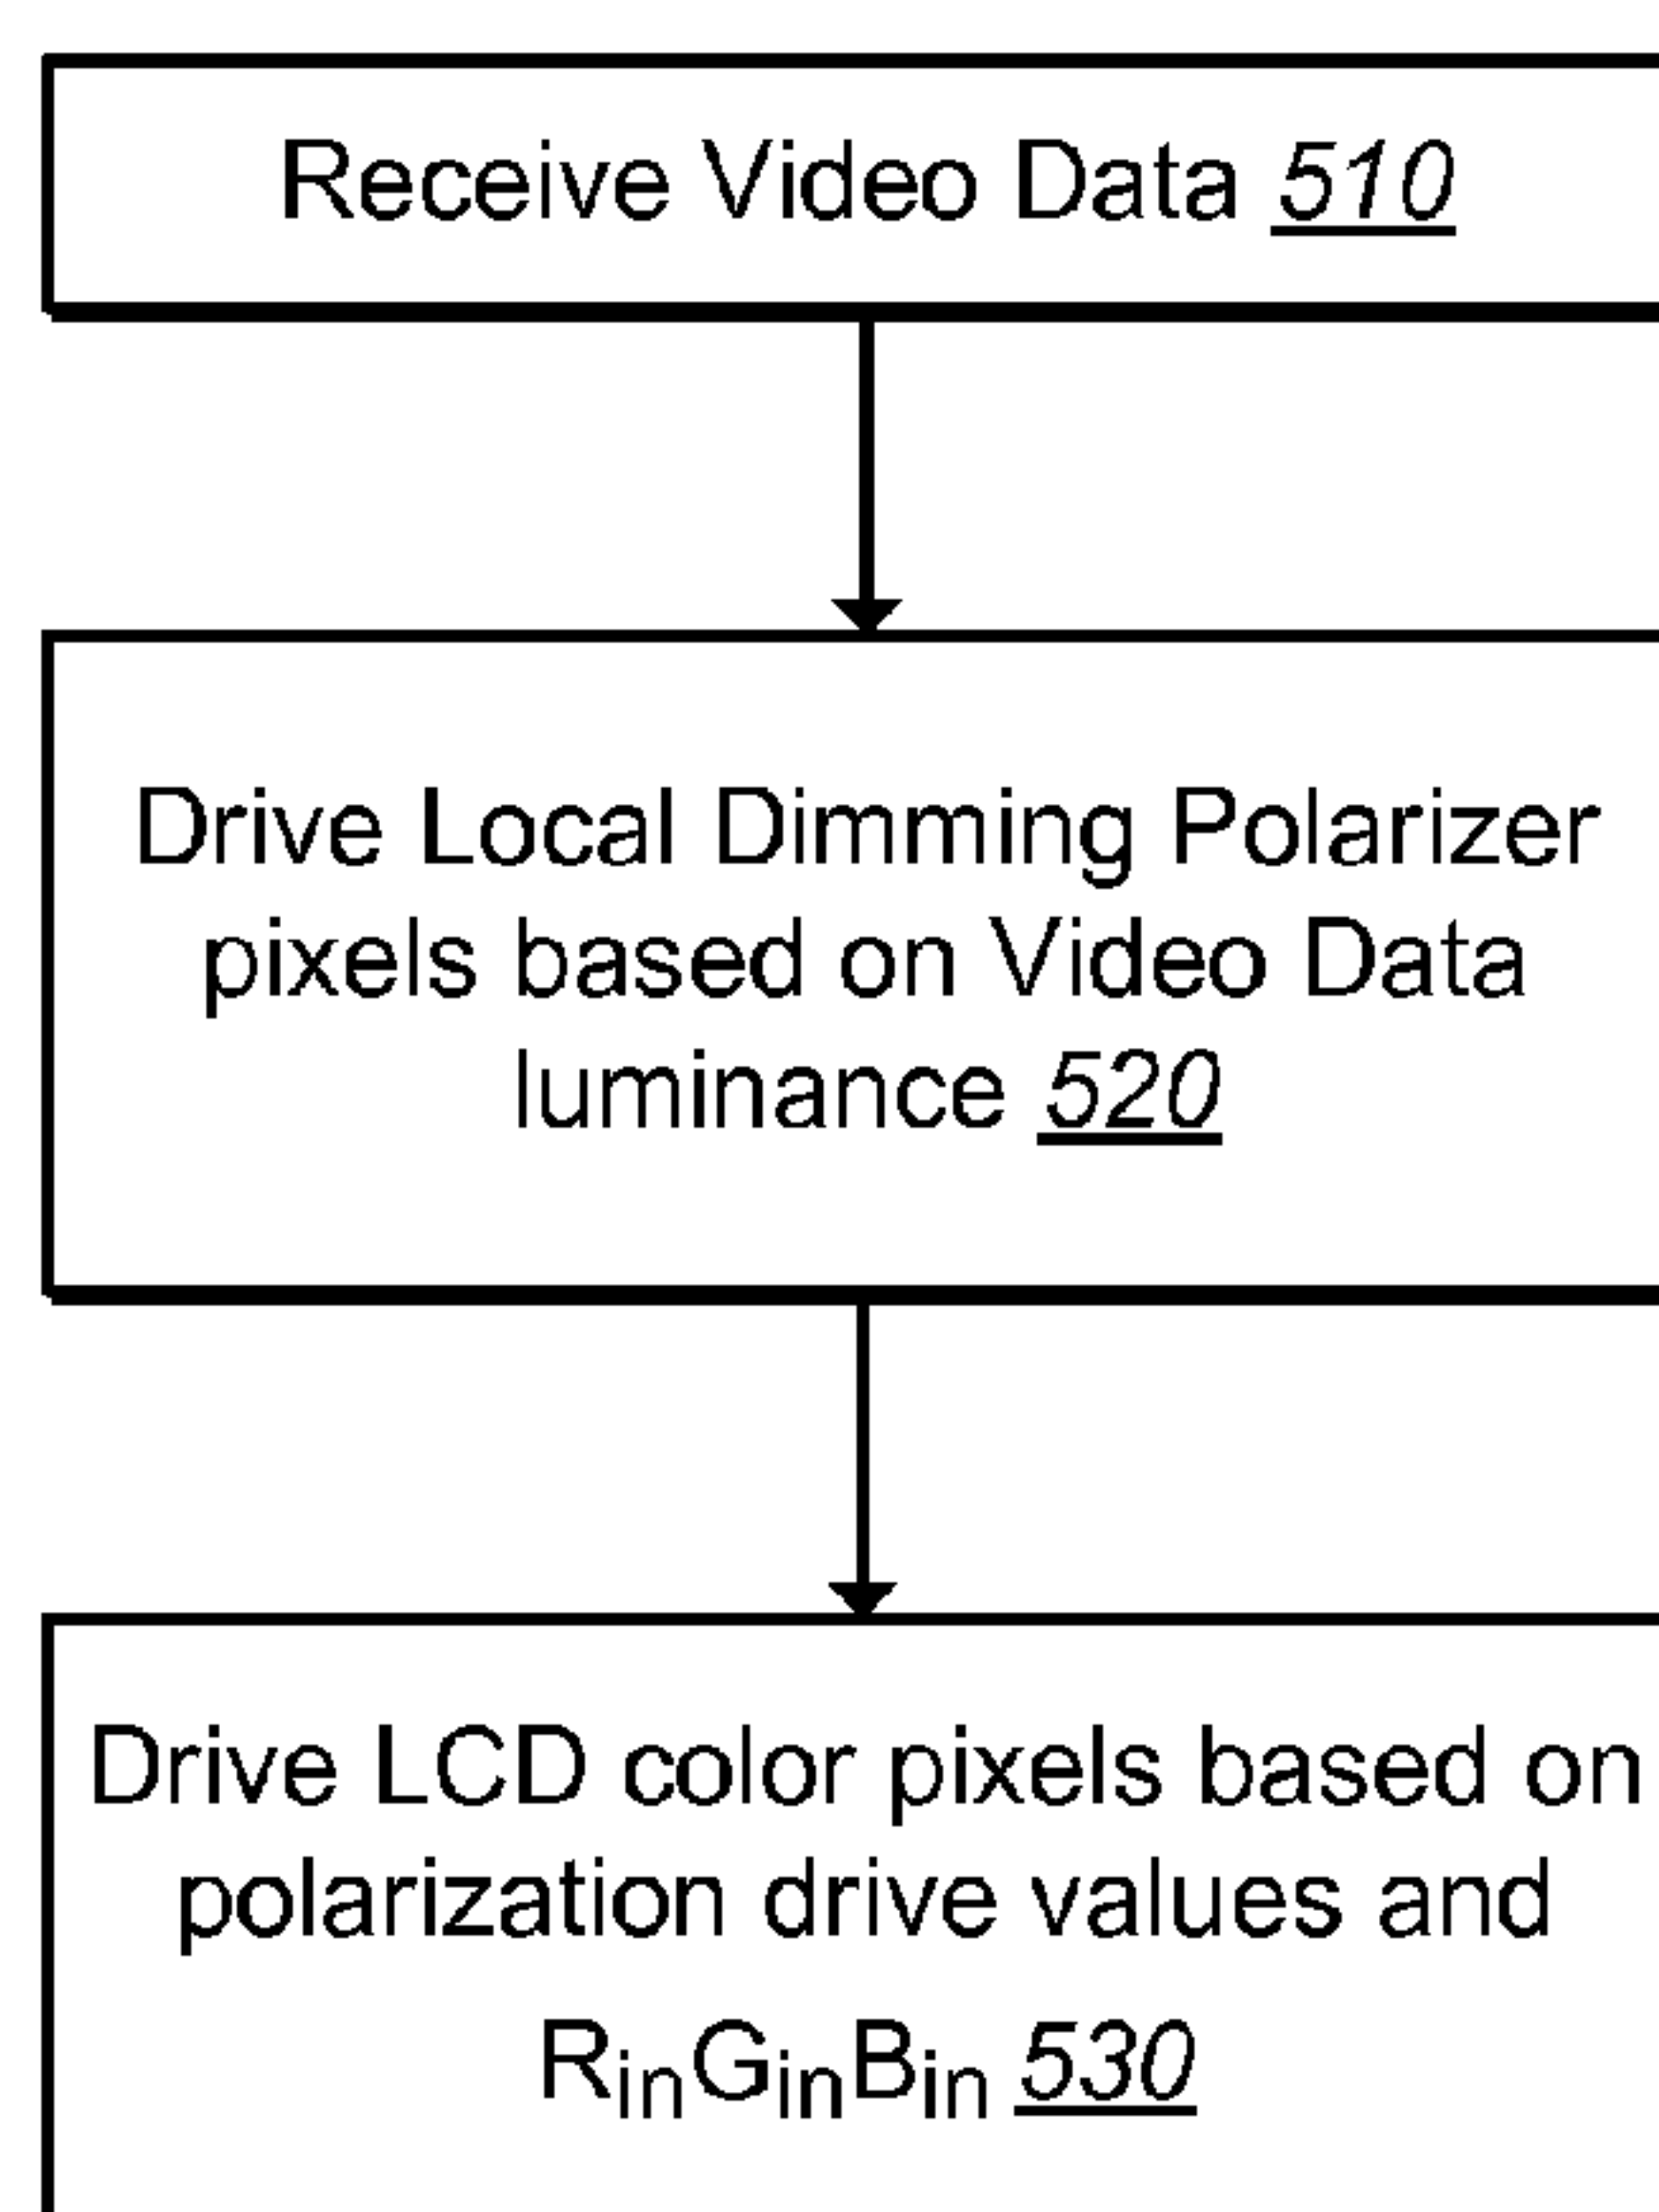 Receive Video Data 510
Drive Local Dimming Polarizer
pixels based on Video Data
luminance 520
Drive LCD color pixels based on
polarization drive values and
RinGinBin 530